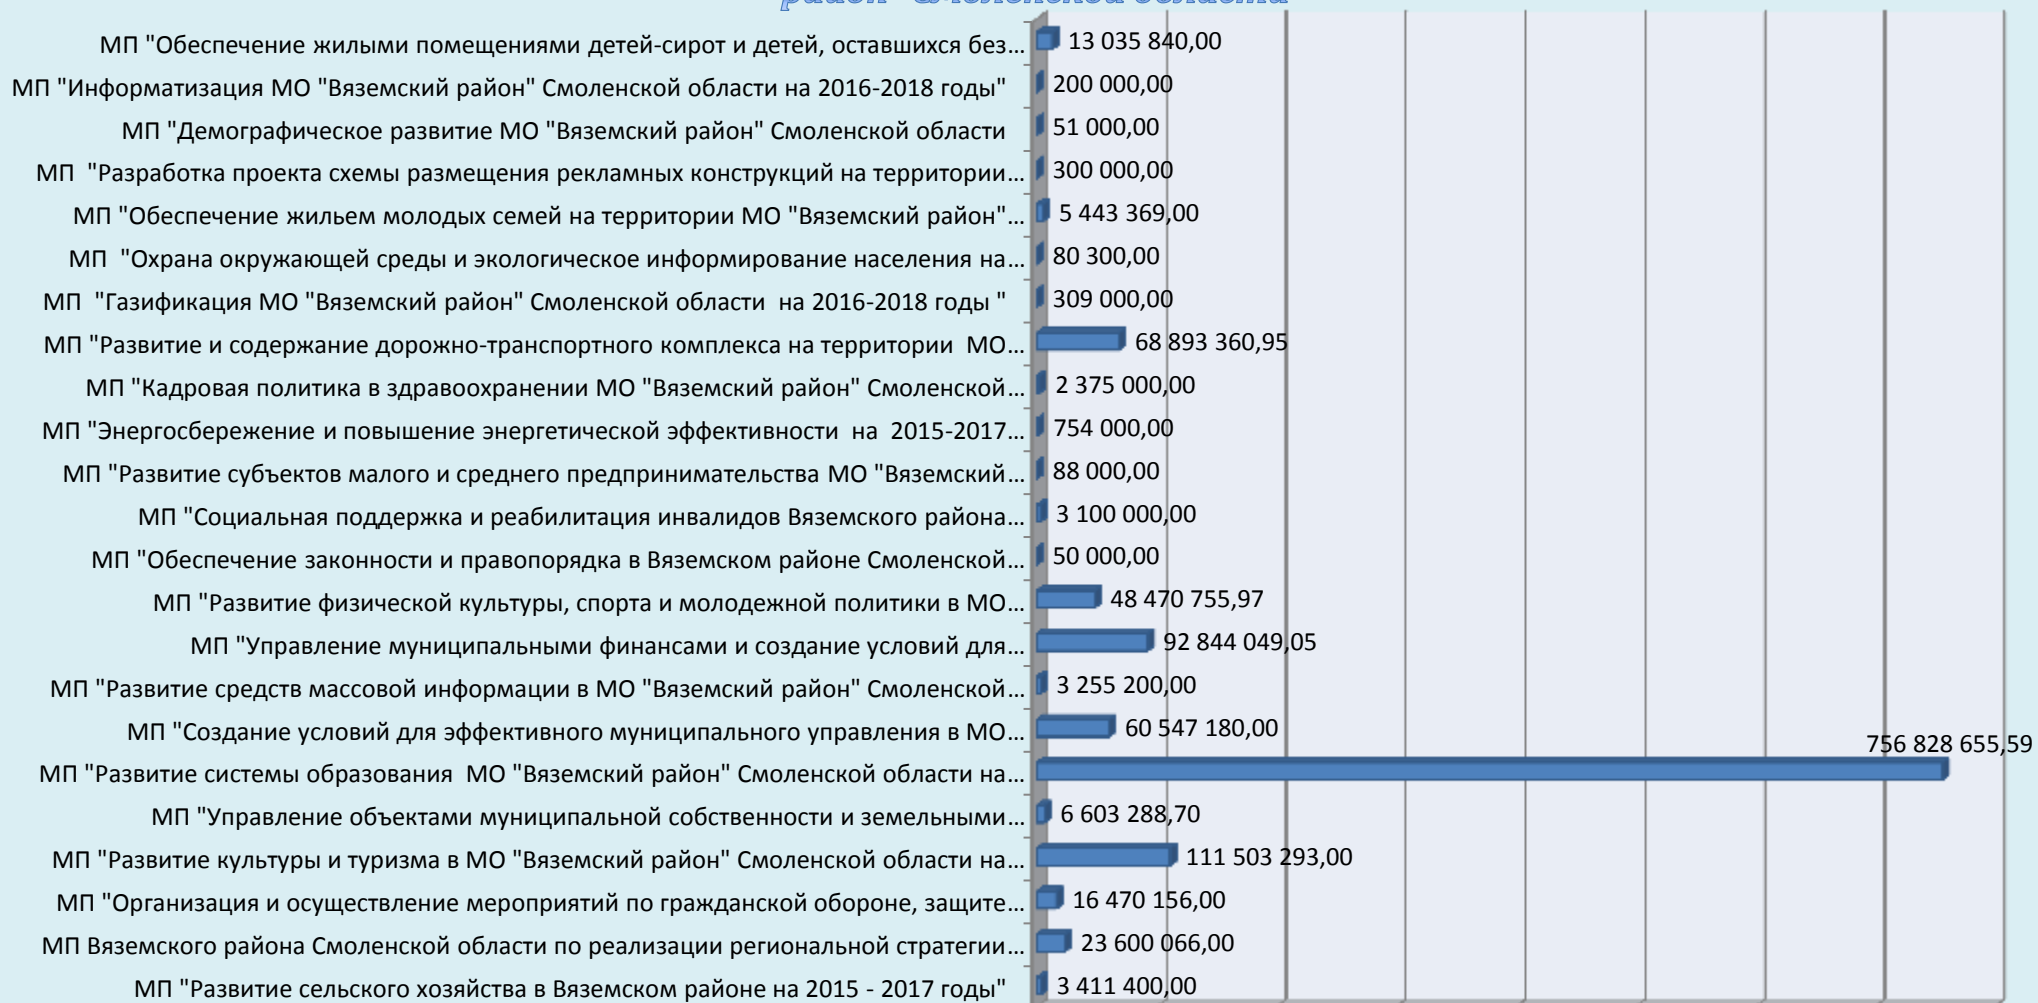 район" Смоленской области
МП "Обеспечение жилыми помещениями детей-сирот и детей, оставшихся без… 13 035 840,00
МП "Информатизация МО "Вяземский район" Смоленской области на 2016-2018 годы" 200 000,00
МП "Демографическое развитие МО "Вяземский район" Смоленской области 51 000,00
МП  "Разработка проекта схемы размещения рекламных конструкций на территории… 300 000,00
МП "Обеспечение жильем молодых семей на территории МО "Вяземский район"… 5 443 369,00
МП  "Охрана окружающей среды и экологическое информирование населения на… 80 300,00
МП  "Газификация МО "Вяземский район" Смоленской области  на 2016-2018 годы " 309 000,00
МП "Развитие и содержание дорожно-транспортного комплекса на территории  МО… 68 893 360,95
МП "Кадровая политика в здравоохранении МО "Вяземский район" Смоленской… 2 375 000,00
МП "Энергосбережение и повышение энергетической эффективности  на  2015-2017… 754 000,00
МП "Развитие субъектов малого и среднего предпринимательства МО "Вяземский… 88 000,00
МП "Социальная поддержка и реабилитация инвалидов Вяземского района… 3 100 000,00
МП "Обеспечение законности и правопорядка в Вяземском районе Смоленской… 50 000,00
МП "Развитие физической культуры, спорта и молодежной политики в МО… 48 470 755,97
МП "Управление муниципальными финансами и создание условий для… 92 844 049,05
МП "Развитие средств массовой информации в МО "Вяземский район" Смоленской… 3 255 200,00
МП "Создание условий для эффективного муниципального управления в МО… 60 547 180,00
МП "Развитие системы образования  МО "Вяземский район" Смоленской области на… 756 828 655,59
МП "Управление объектами муниципальной собственности и земельными… 6 603 288,70
МП "Развитие культуры и туризма в МО "Вяземский район" Смоленской области на… 111 503 293,00
МП "Организация и осуществление мероприятий по гражданской обороне, защите… 16 470 156,00
МП Вяземского района Смоленской области по реализации региональной стратегии… 23 600 066,00
МП "Развитие сельского хозяйства в Вяземском районе на 2015 - 2017 годы" 3 411 400,00